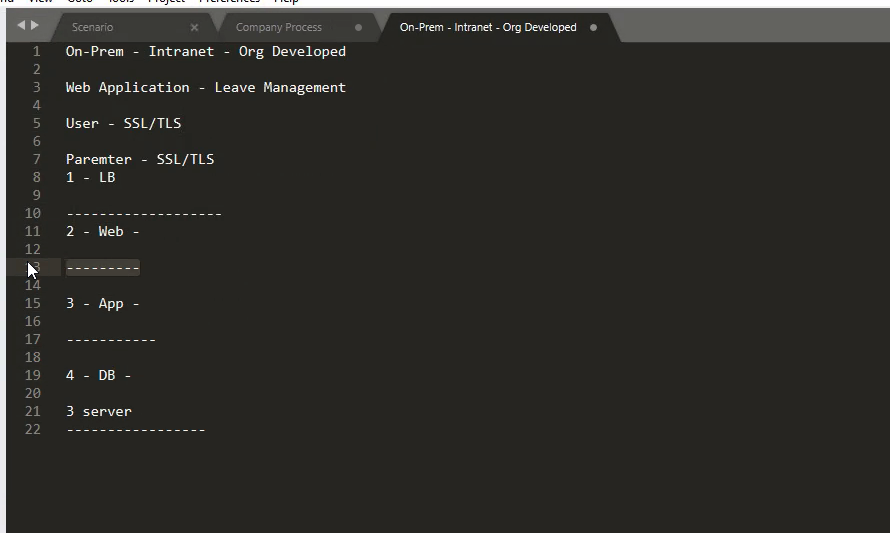 View Goto Tools Project Preferences Help
Scenario × Company Process On-Prem - Intranet - Org Developed
1 On-Prem - Intranet - Org Developed
2
3 Web Application - Leave Management
4
5 User - SSL/TLS
6
7 Paremter - SSL/TLS
8 1 - LB
9
10 -------------------
11 2 - Web -
12
13 ---------
14
15 3 - App -
16
17 -----------
18
19 4 - DB -
20
21 3 server
22 -----------------